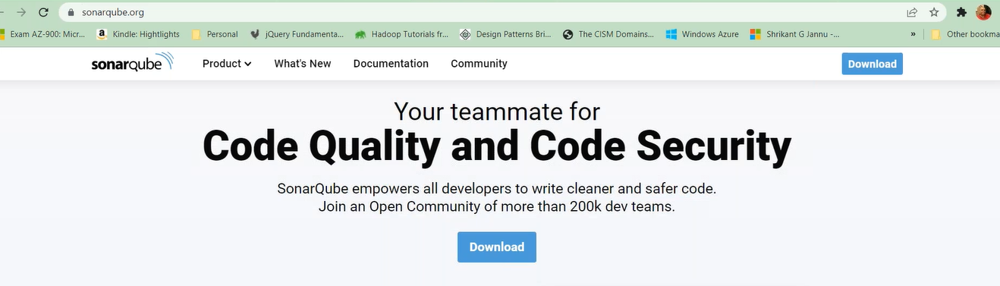 sonarqube.org
Exam AZ-900: Micr... Kindle: Hightlights Personal jQuery Fundamenta... Hadoop Tutorials fr... Design Patterns Bri... The CISM Domains... Windows Azure Shrikant G Jannu -... » Other bookma
sonarqube Product What's New Documentation Community Download
Your teammate for
Code Quality and Code Security
SonarQube empowers all developers to write cleaner and safer code.
Join an Open Community of more than 200k dev teams.
Download